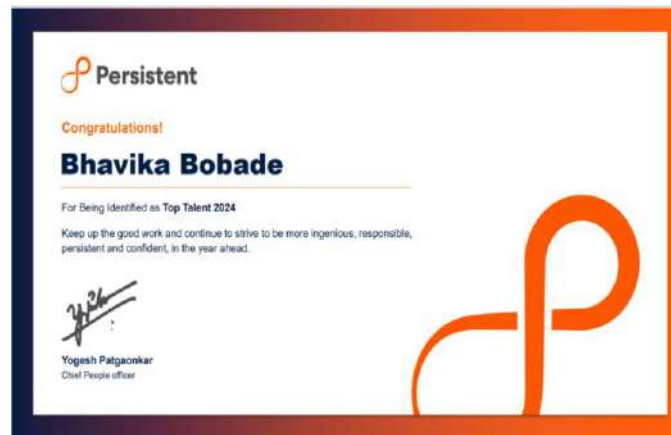 Persistent
Congratulations!
Bhavika Bobade
For Being Identified as Top Talent 2024
Keep up the good work and continue to strive to be more ingenious, responsible,
persistent and confident, in the year ahead.
Yogesh Patgaonkar
Chief People officer